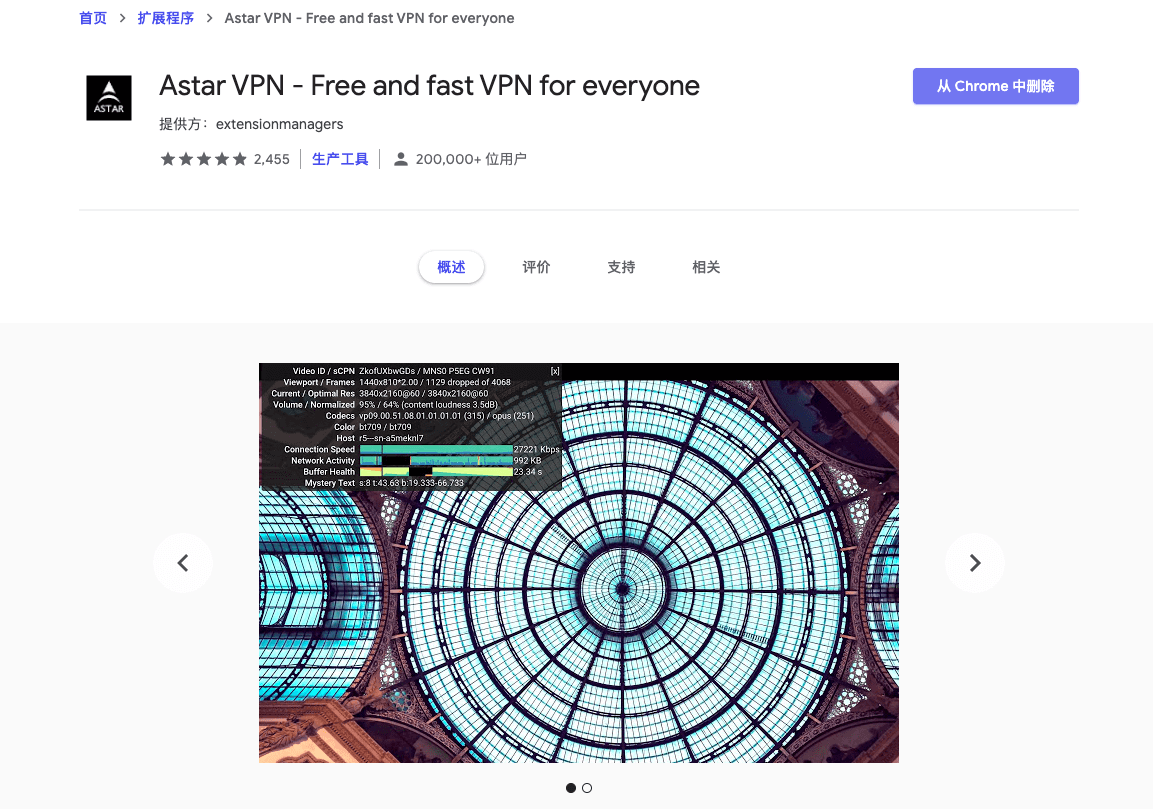 首页 > 扩展程序 > Astar VPN - Free and fast VPN for everyone
ASTAR
Astar VPN - Free and fast VPN for everyone
从 Chrome 中删除
提供方：extensionmanagers
2,455 生产工具 200,000+ 位用户
概述 评价 支持 相关
Video ID / sCPN ZkofUXbwGDs / MNS0 P5EG CW91 [x]
Viewport / Frames 1440x810*2.00 / 1129 dropped of 4068
Current / Optimal Res 3840x2160@60 / 3840x2160@60
Volume / Normalized 95% / 64% (content loudness 3.5dB)
Codecs vp09.00.51.08.01.01.01.01 (315) / opus (251)
Color bt709 / bt709
Host r5---sn-a5meknl7
Connection Speed 27221 Kbps
Network Activity 992 KB
Buffer Health 23.34 s
Mystery Text s:8 t:43.63 b:19.333-66.733